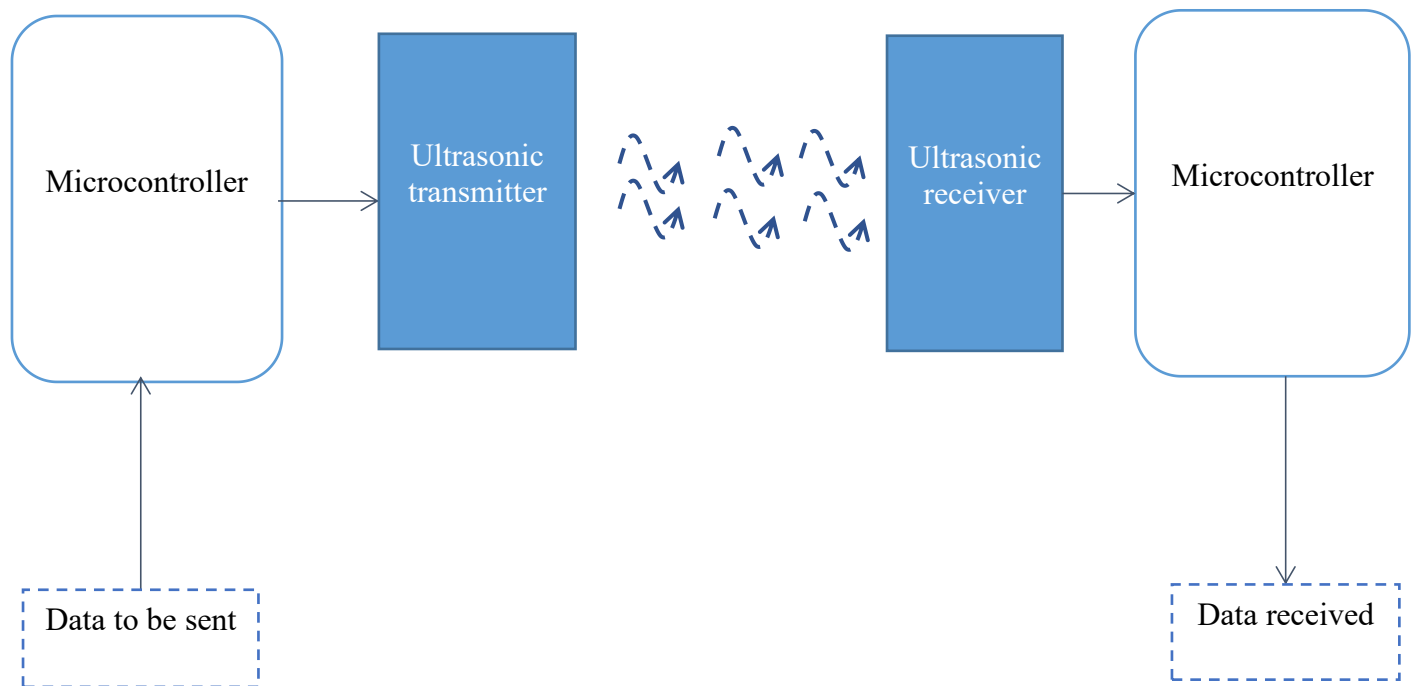 Microcontroller
Ultrasonic
transmitter
Ultrasonic
receiver
Microcontroller
Data to be sent
Data received